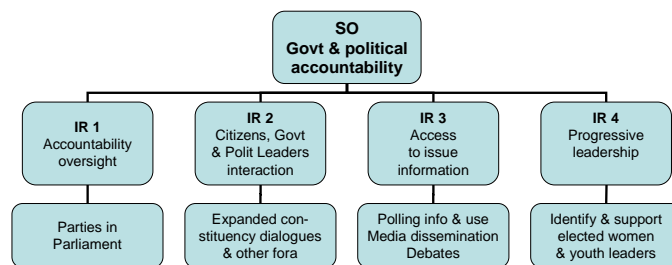 SO
Govt & political
accountability
IR 1
Accountability
oversight
IR 2
Citizens, Govt
& Polit Leaders
interaction
IR 3
Access
to issue
information
IR 4
Progressive
leadership
Parties in
Parliament
Expanded con-
stituency dialogues
& other fora
Polling info & use
Media dissemination
Debates
Identify & support
elected women
& youth leaders